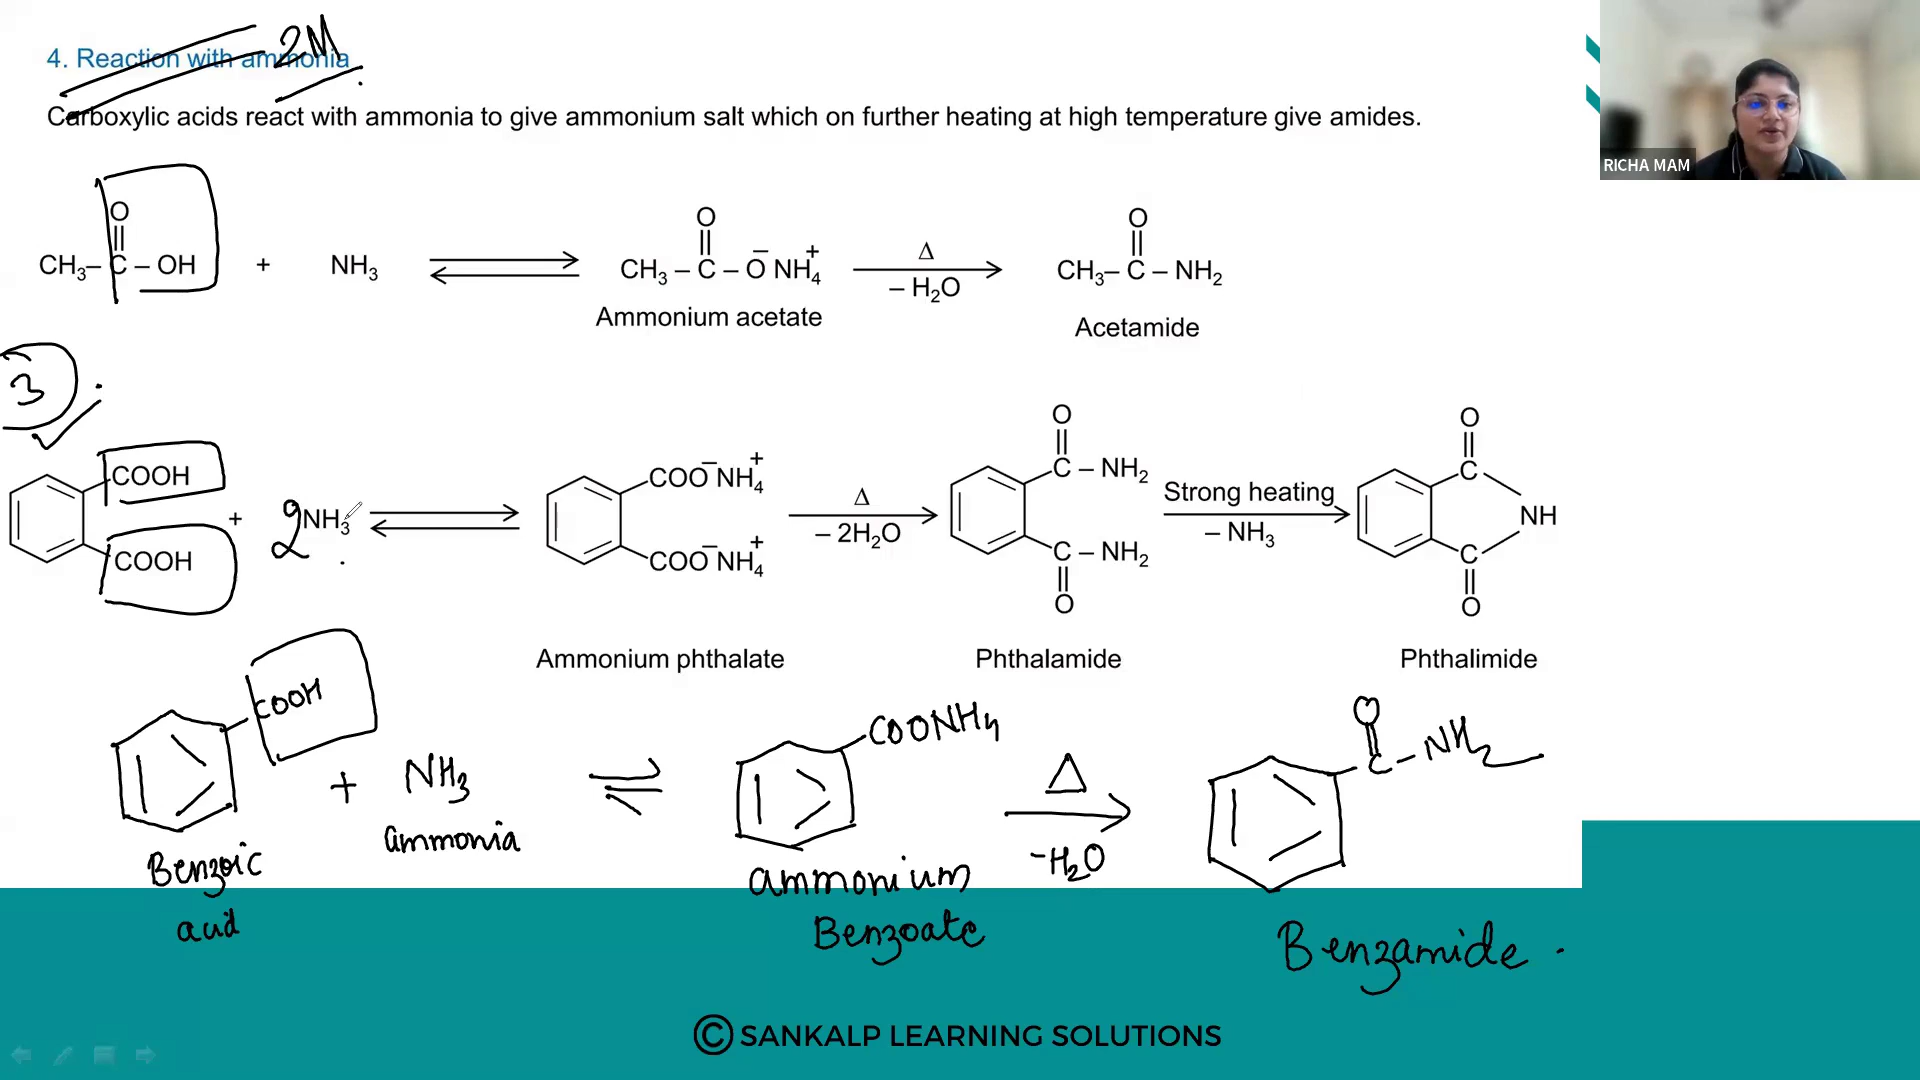 4. Reaction with ammonia 2M
RICHA MAM
Carboxylic acids react with ammonia to give ammonium salt which on further heating at high temperature give amides.
O
CH3– C – OH + NH3
O
CH3 – C – O⁻ NH4⁺
Δ
– H2O
O
CH3– C – NH2
Ammonium acetate
Acetamide
3
COOH
COOH
+ 2NH3
COO⁻NH4⁺
COO⁻NH4⁺
Δ
– 2H2O
O
C – NH2
C – NH2
O
Strong heating
– NH3
O
C
NH
C
O
Ammonium phthalate
Phthalamide
Phthalimide
COOH
+ NH3
⇌
COONH4
Δ
-H2O
O
C - NH2
Benzoic
acid
ammonia
ammonium
Benzoate
Benzamide .
© SANKALP LEARNING SOLUTIONS